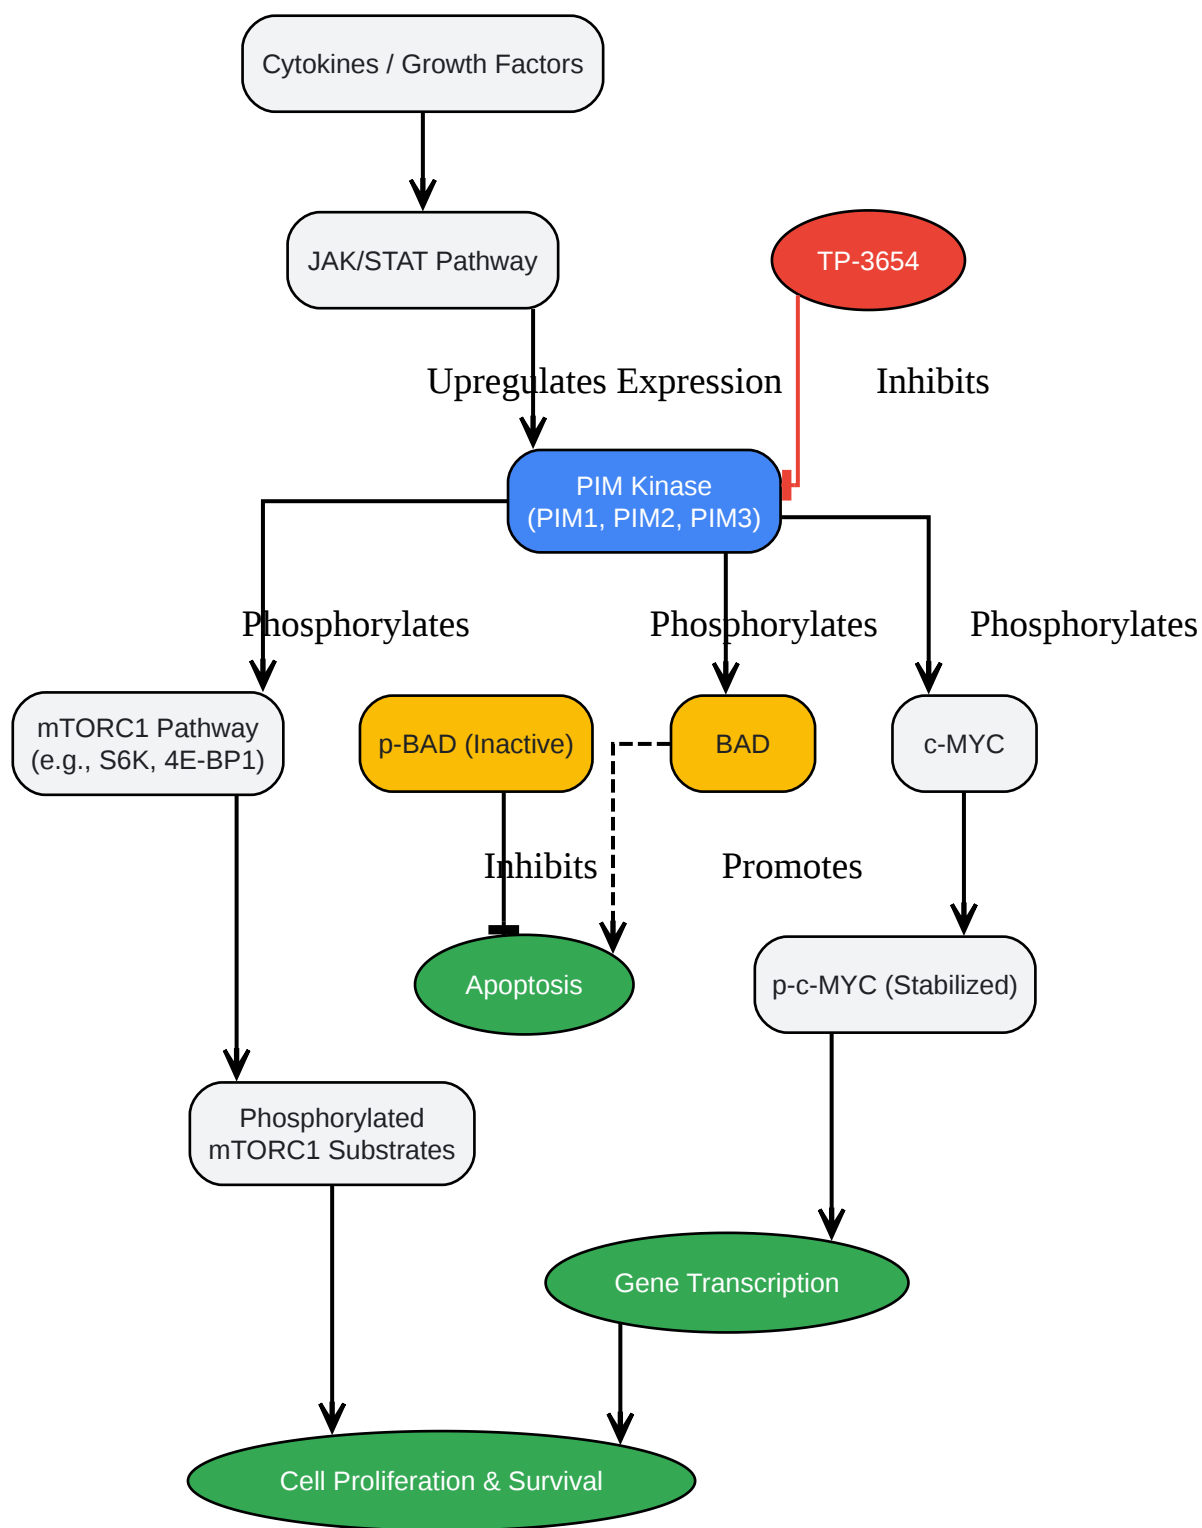 Cytokines / Growth Factors
JAK/STAT Pathway
TP-3654
Upregulates Expression
Inhibits
PIM Kinase
(PIM1, PIM2, PIM3)
Phosphorylates
Phosphorylates
Phosphorylates
mTORC1 Pathway
(e.g., S6K, 4E-BP1)
p-BAD (Inactive)
BAD
c-MYC
Inhibits
Promotes
Apoptosis
p-c-MYC (Stabilized)
Phosphorylated
mTORC1 Substrates
Gene Transcription
Cell Proliferation & Survival